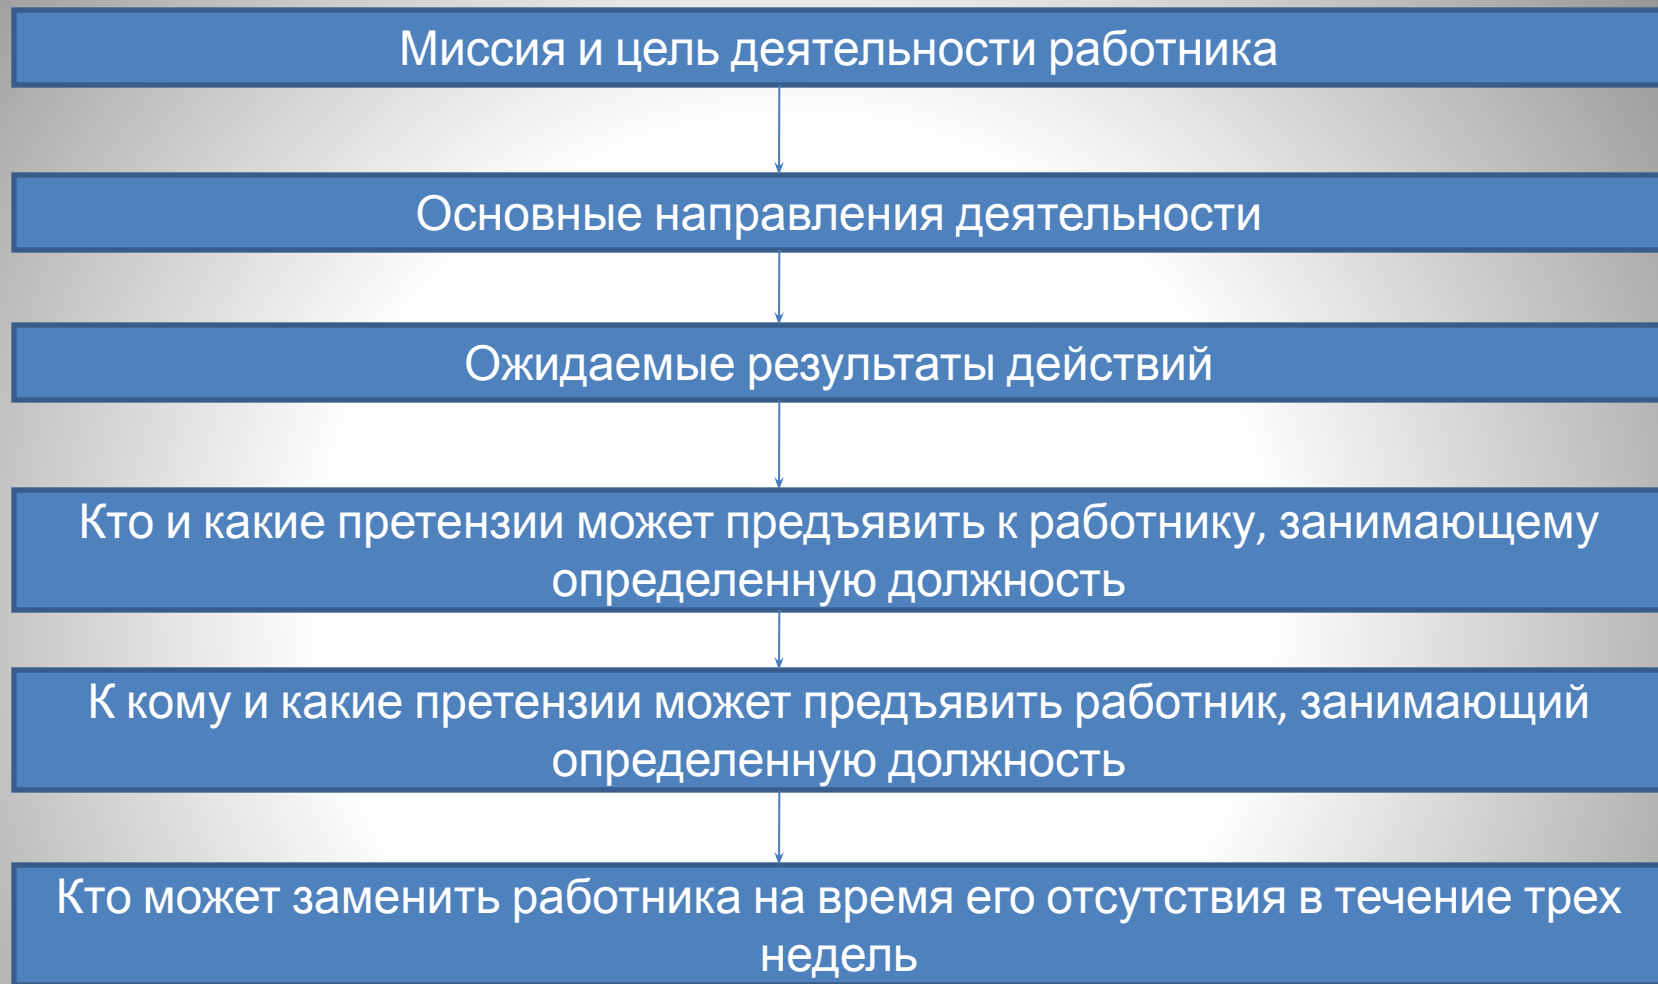 Миссия и цель деятельности работника
Основные направления деятельности
Ожидаемые результаты действий
Кто и какие претензии может предъявить к работнику, занимающему
определенную должность
К кому и какие претензии может предъявить работник, занимающий
определенную должность
Кто может заменить работника на время его отсутствия в течение трех
недель